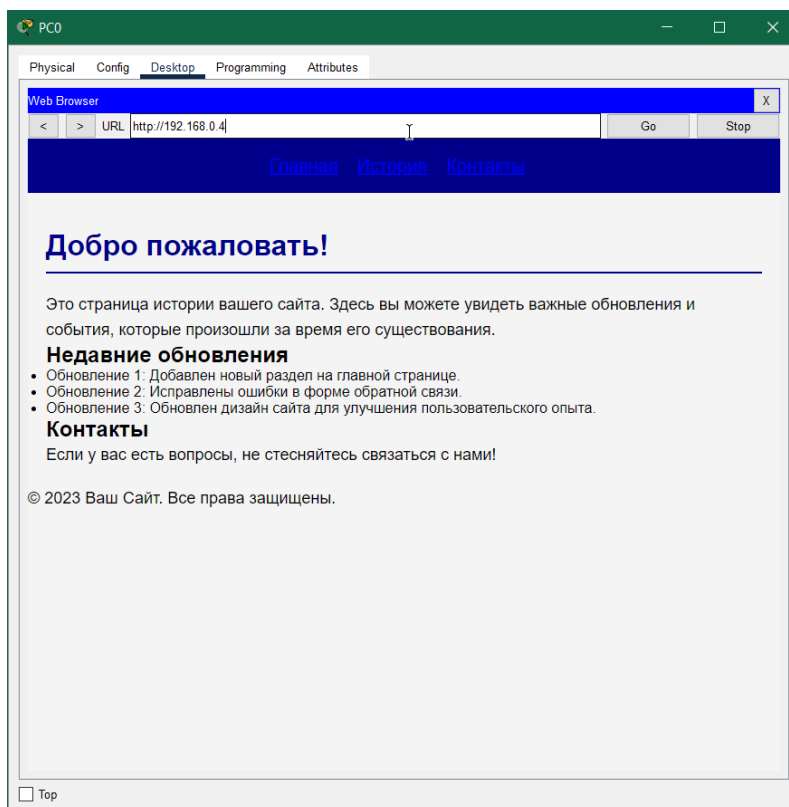 PC0
Physical Config Desktop Programming Attributes
Web Browser X
< > URL http://192.168.0.4 Go Stop
Главная История Контакты
Добро пожаловать!
Это страница истории вашего сайта. Здесь вы можете увидеть важные обновления и
события, которые произошли за время его существования.
Недавние обновления
• Обновление 1: Добавлен новый раздел на главной странице.
• Обновление 2: Исправлены ошибки в форме обратной связи.
• Обновление 3: Обновлен дизайн сайта для улучшения пользовательского опыта.
Контакты
Если у вас есть вопросы, не стесняйтесь связаться с нами!
© 2023 Ваш Сайт. Все права защищены.
Top